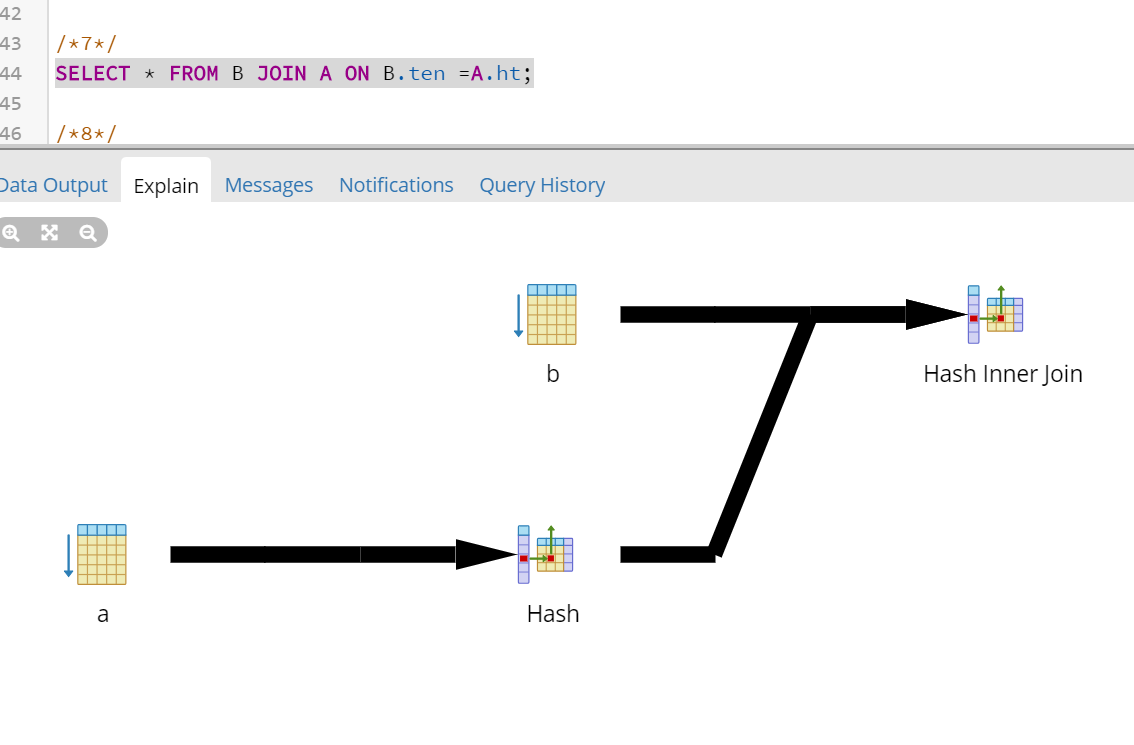 42
43 /*7*/
44 SELECT * FROM B JOIN A ON B.ten =A.ht;
45
46 /*8*/
Data Output Explain Messages Notifications Query History
b
Hash Inner Join
a
Hash